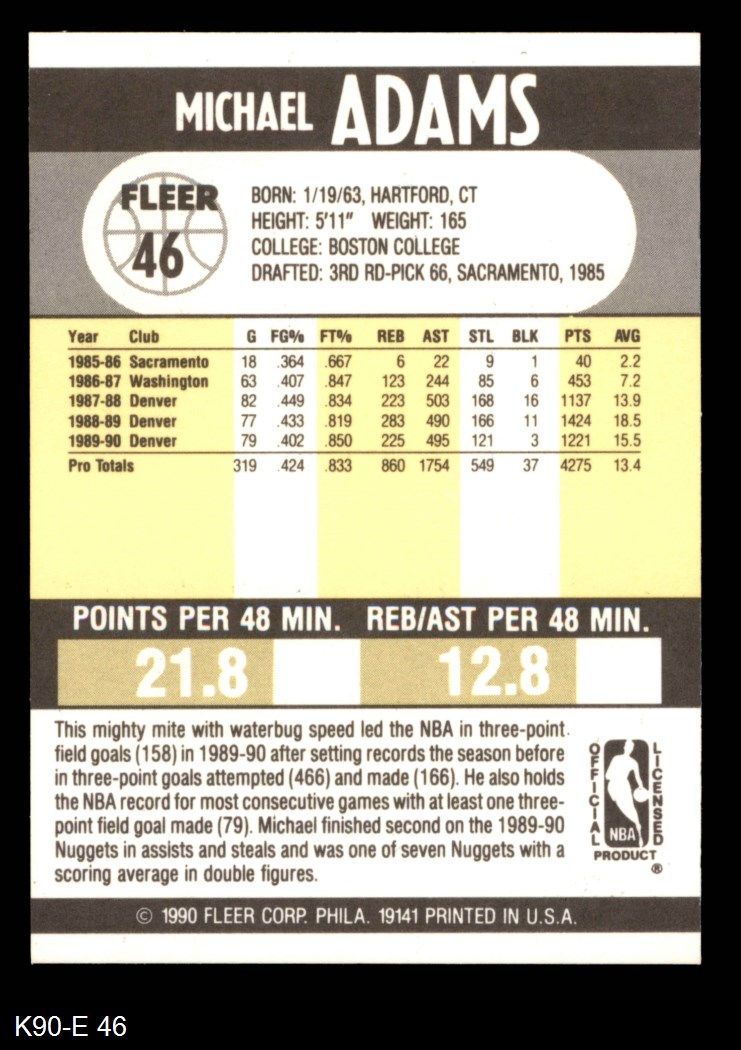 MICHAEL ADAMS
FLEER
46
BORN: 1/19/63, HARTFORD, CT
HEIGHT: 5'11" WEIGHT: 165
COLLEGE: BOSTON COLLEGE
DRAFTED: 3RD RD-PICK 66, SACRAMENTO, 1985
Year Club G FG% FT% REB AST STL BLK PTS AVG
1985-86 Sacramento 18 .364 .667 6 22 9 1 40 2.2
1986-87 Washington 63 .407 .847 123 244 85 6 453 7.2
1987-88 Denver 82 .449 .834 223 503 168 16 1137 13.9
1988-89 Denver 77 .433 .819 283 490 166 11 1424 18.5
1989-90 Denver 79 .402 .850 225 495 121 3 1221 15.5
Pro Totals 319 .424 .833 860 1754 549 37 4275 13.4
POINTS PER 48 MIN. REB/AST PER 48 MIN.
21.8 12.8
This mighty mite with waterbug speed led the NBA in three-point
field goals (158) in 1989-90 after setting records the season before
in three-point goals attempted (466) and made (166). He also holds
the NBA record for most consecutive games with at least one three-
point field goal made (79). Michael finished second on the 1989-90
Nuggets in assists and steals and was one of seven Nuggets with a
scoring average in double figures.
OFFICIAL LICENSED
NBA
PRODUCT
®
© 1990 FLEER CORP. PHILA. 19141 PRINTED IN U.S.A.
K90-E 46